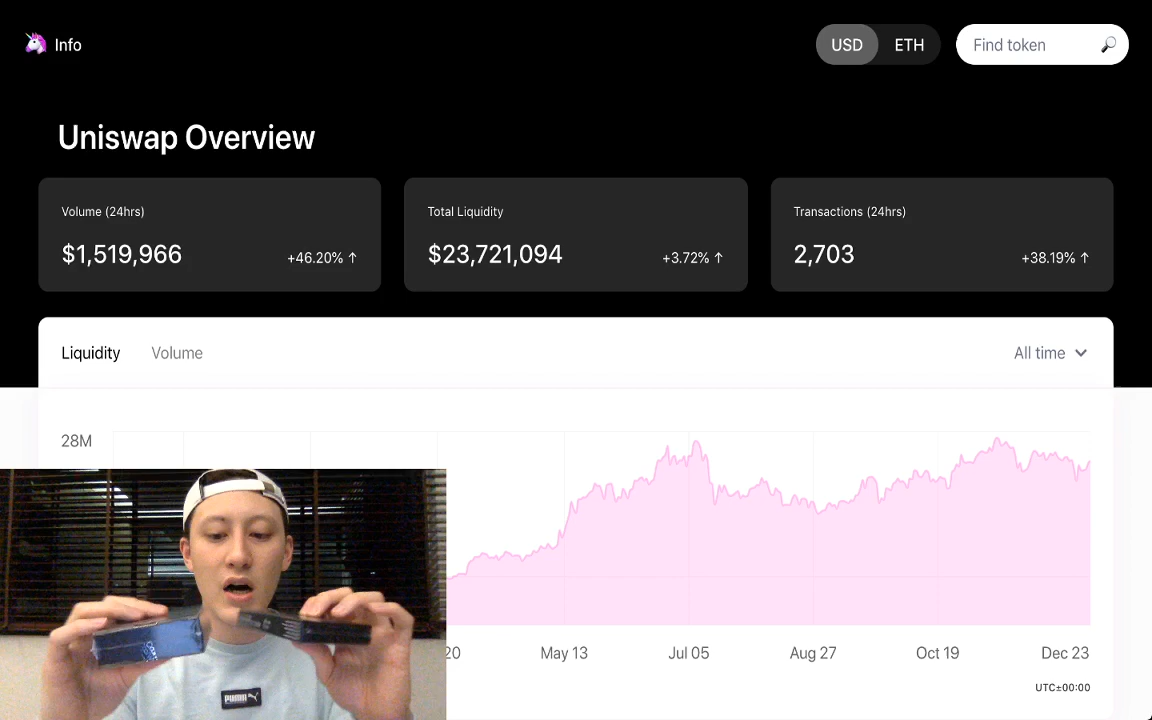 Info
USD ETH Find token
Uniswap Overview
Volume (24hrs) Total Liquidity Transactions (24hrs)
$1,519,966 +46.20% ↑ $23,721,094 +3.72% ↑ 2,703 +38.19% ↑
Liquidity Volume All time
28M
20 May 13 Jul 05 Aug 27 Oct 19 Dec 23
UTC±00:00
PUMA